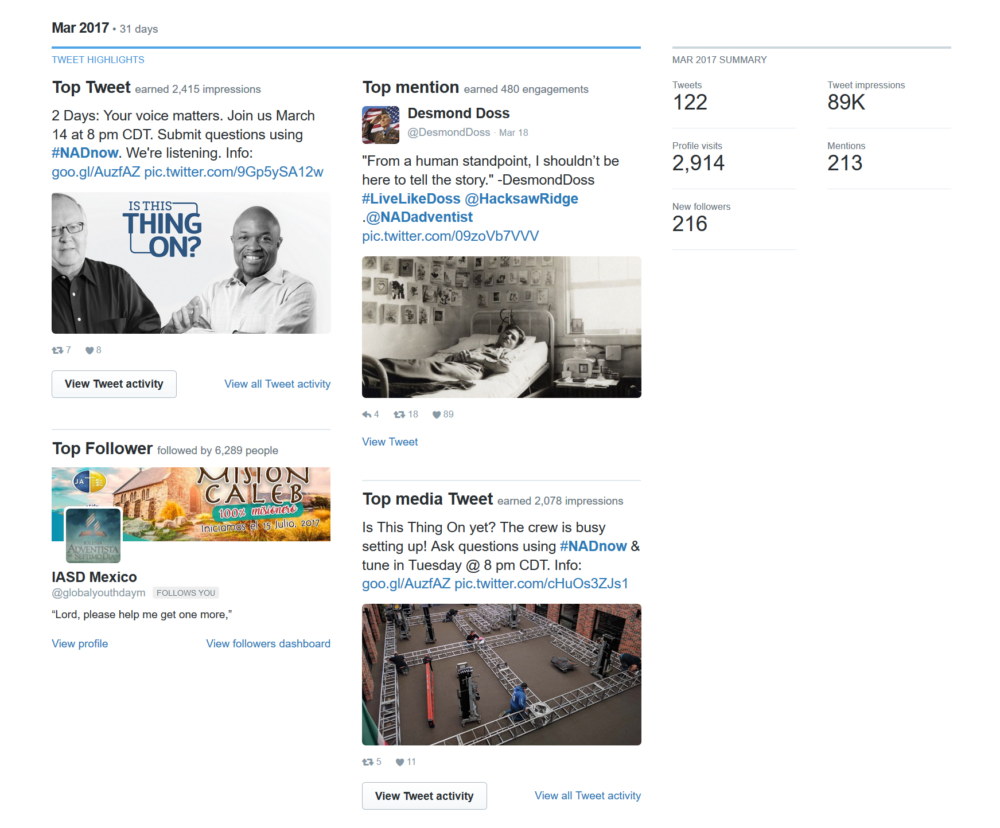 Mar 2017 • 31 days
TWEET HIGHLIGHTS
Top Tweet earned 2,415 impressions
2 Days: Your voice matters. Join us March
14 at 8 pm CDT. Submit questions using
#NADnow. We're listening. Info:
goo.gl/AuzfAZ pic.twitter.com/9Gp5ySA12w
IS THIS
THING
ON?
7 8
View Tweet activity View all Tweet activity
Top Follower followed by 6,289 people
JA
MISION
CALEB
100% misionero
Iniciamos el 15 Julio, 2017
IGLESIA
ADVENTISTA
SEPTIMO DIA
IASD Mexico
@globalyouthdaym FOLLOWS YOU
“Lord, please help me get one more,”
View profile View followers dashboard
Top mention earned 480 engagements
Desmond Doss
@DesmondDoss · Mar 18
"From a human standpoint, I shouldn’t be
here to tell the story." -DesmondDoss
#LiveLikeDoss @HacksawRidge
.@NADadventist
pic.twitter.com/09zoVb7VVV
4 18 89
View Tweet
Top media Tweet earned 2,078 impressions
Is This Thing On yet? The crew is busy
setting up! Ask questions using #NADnow &
tune in Tuesday @ 8 pm CDT. Info:
goo.gl/AuzfAZ pic.twitter.com/cHuOs3ZJs1
5 11
View Tweet activity View all Tweet activity
MAR 2017 SUMMARY
Tweets Tweet impressions
122 89K
Profile visits Mentions
2,914 213
New followers
216